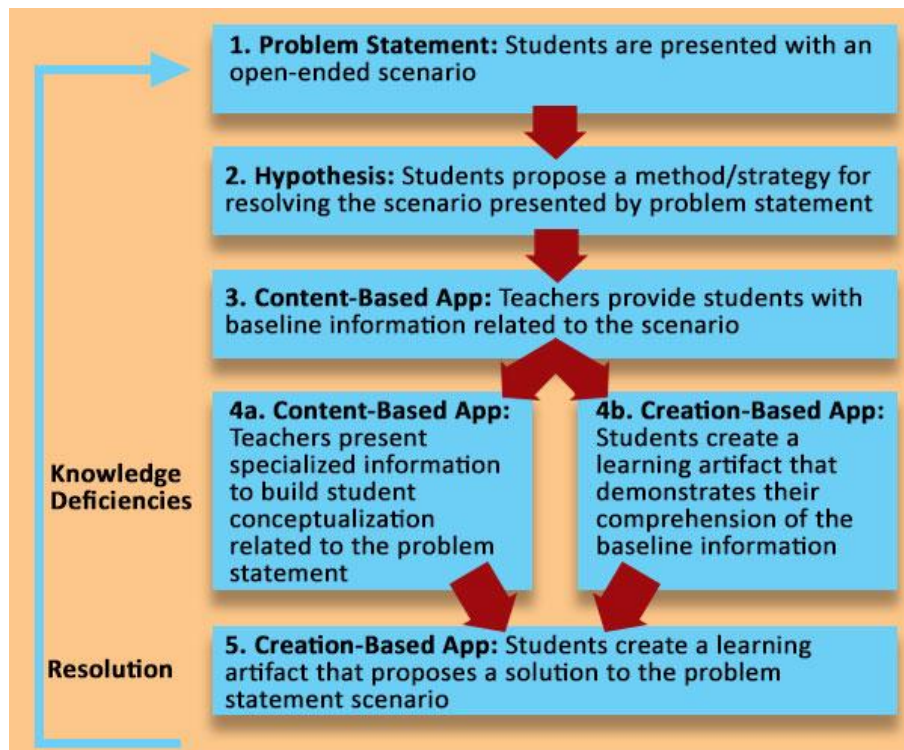 1. Problem Statement: Students are presented with an
open-ended scenario
2. Hypothesis: Students propose a method/strategy for
resolving the scenario presented by problem statement
3. Content-Based App: Teachers provide students with
baseline information related to the scenario
Knowledge
Deficiencies
4a. Content-Based App:
Teachers present
specialized information
to build student
conceptualization
related to the problem
statement
4b. Creation-Based App:
Students create a
learning artifact that
demonstrates their
comprehension of the
baseline information
Resolution
5. Creation-Based App: Students create a learning
artifact that proposes a solution to the problem
statement scenario